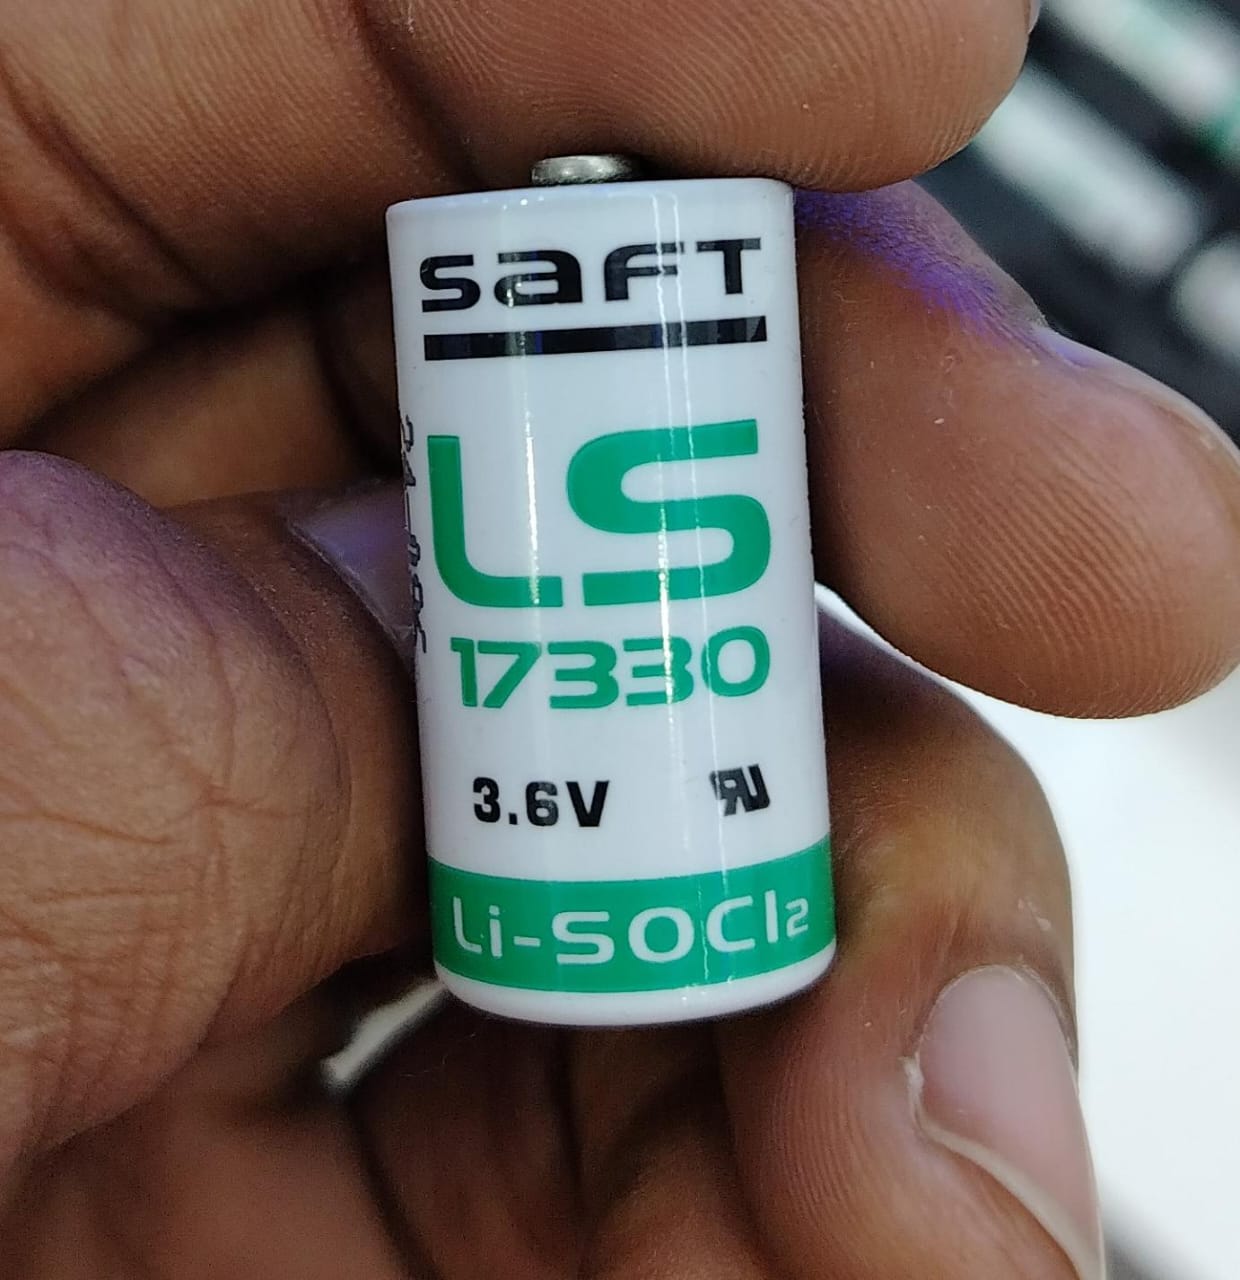 saFT
LS
17330
3.6V
Li-SOCl₂